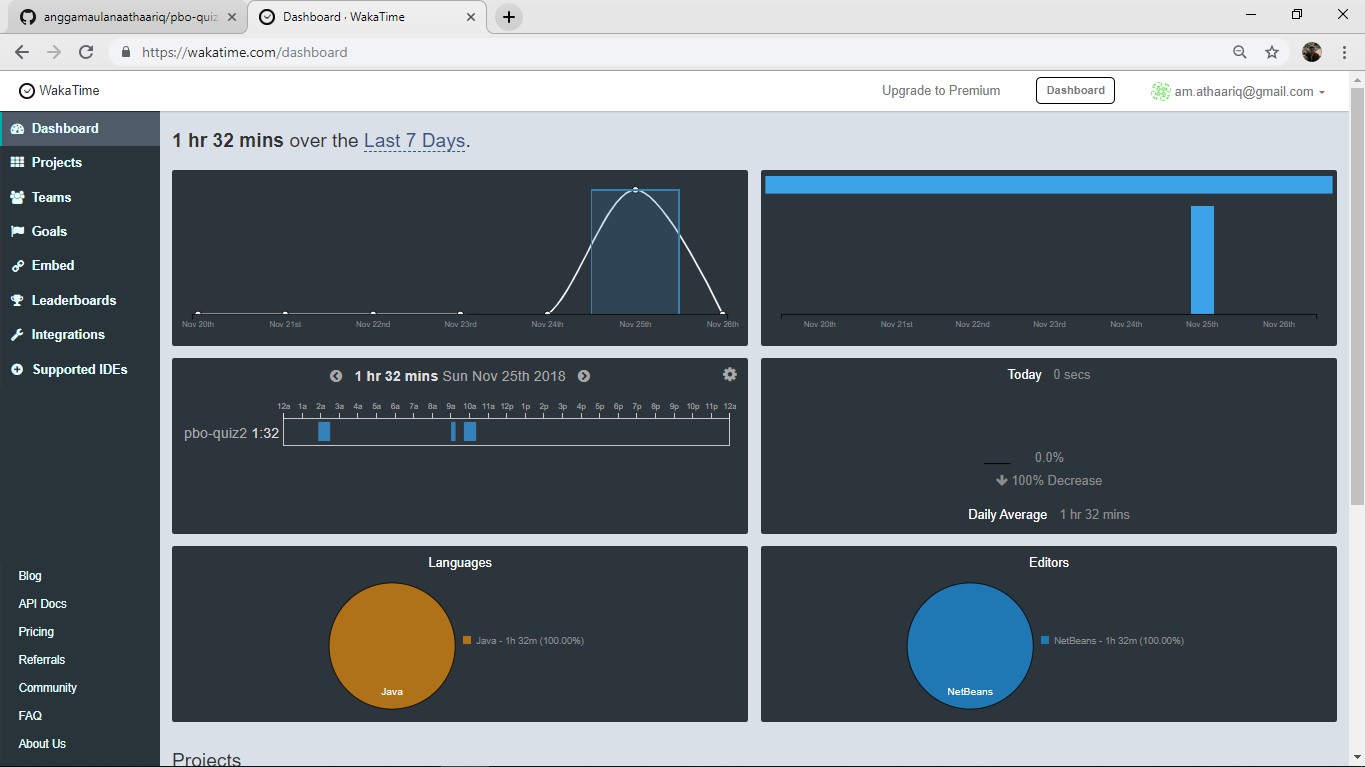 anggamaulanaathaariq/pbo-quiz
Dashboard · WakaTime
https://wakatime.com/dashboard
WakaTime
Upgrade to Premium
Dashboard
am.athaariq@gmail.com
Dashboard
Projects
Teams
Goals
Embed
Leaderboards
Integrations
Supported IDEs
Blog
API Docs
Pricing
Referrals
Community
FAQ
About Us
1 hr 32 mins over the Last 7 Days.
Nov 20th Nov 21st Nov 22nd Nov 23rd Nov 24th Nov 25th Nov 26th
Nov 20th Nov 21st Nov 22nd Nov 23rd Nov 24th Nov 25th Nov 26th
1 hr 32 mins Sun Nov 25th 2018
12a 1a 2a 3a 4a 5a 6a 7a 8a 9a 10a 11a 12p 1p 2p 3p 4p 5p 6p 7p 8p 9p 10p 11p 12a
pbo-quiz2 1:32
Today 0 secs
0.0%
100% Decrease
Daily Average 1 hr 32 mins
Languages
Java - 1h 32m (100.00%)
Java
Editors
NetBeans - 1h 32m (100.00%)
NetBeans
Projects